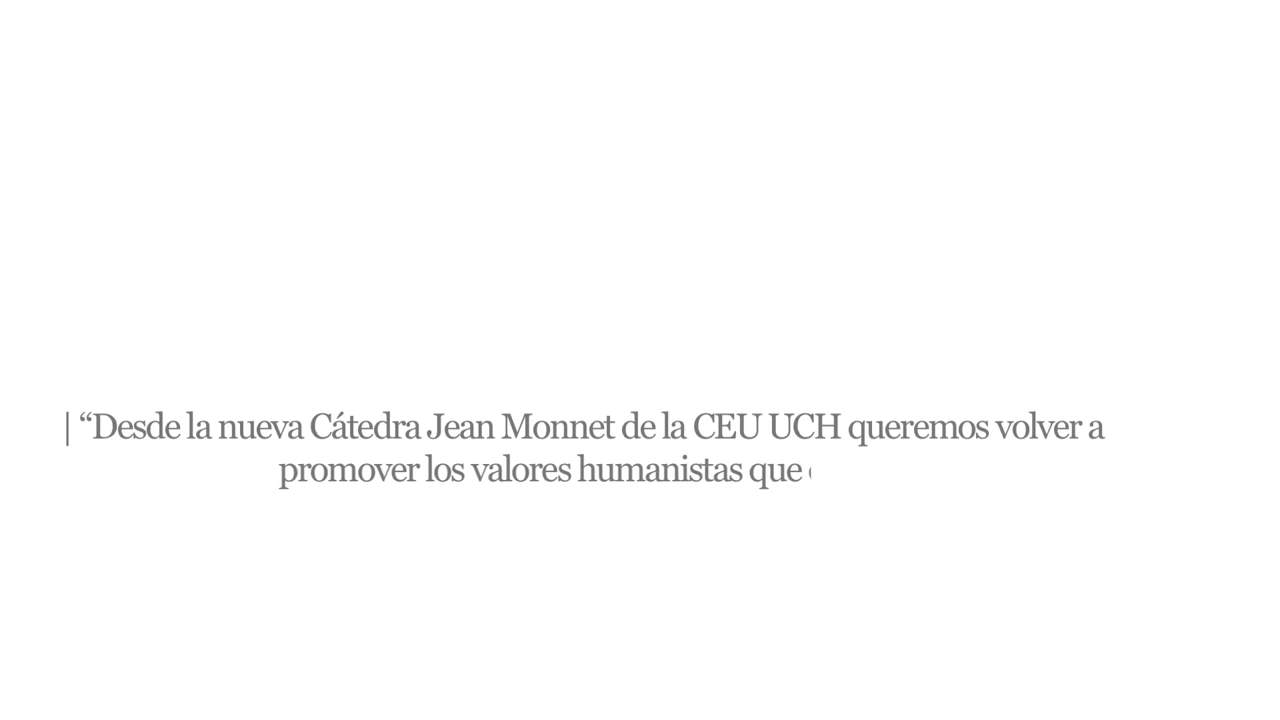 | “Desde la nueva Cátedra Jean Monnet de la CEU UCH queremos volver a
promover los valores humanistas que